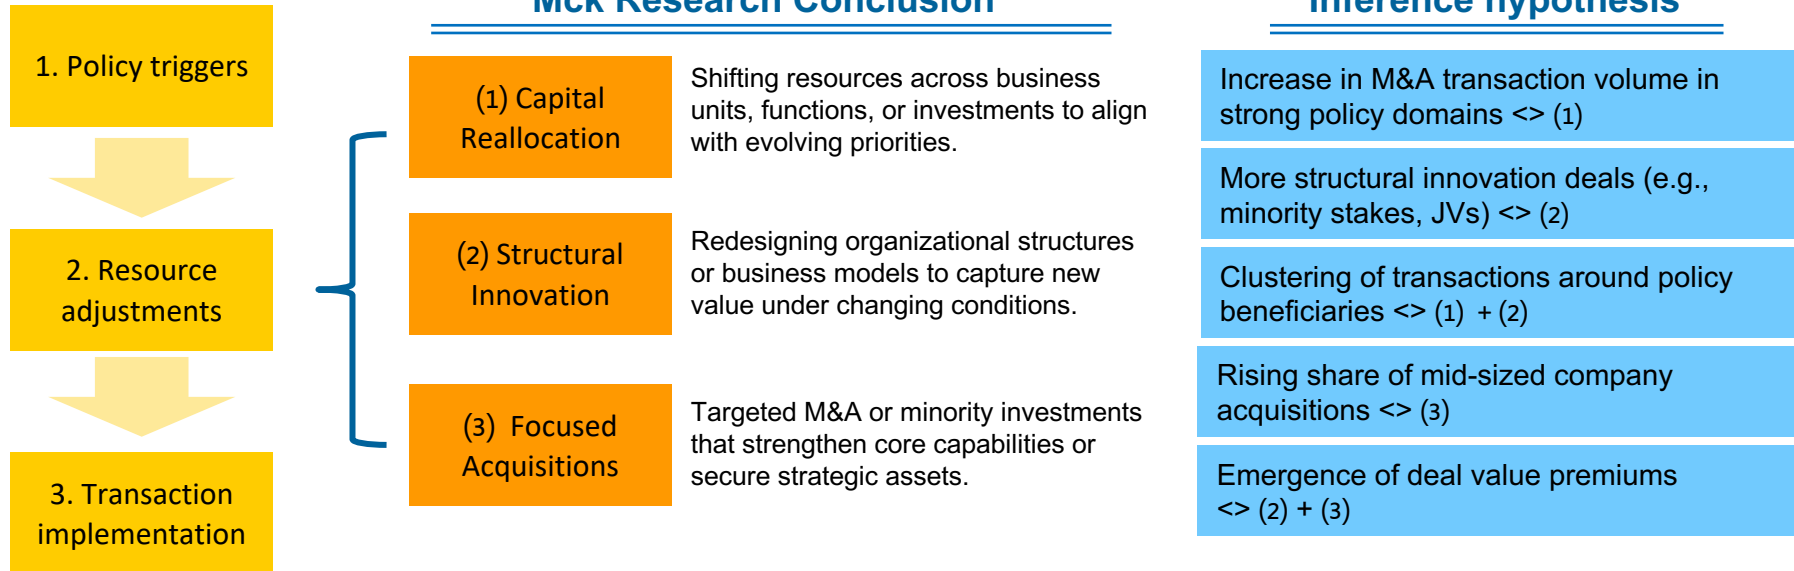 Mck Research Conclusion
Inference hypothesis
1. Policy triggers
2. Resource
adjustments
3. Transaction
implementation
(1) Capital
Reallocation
Shifting resources across business
units, functions, or investments to align
with evolving priorities.
(2) Structural
Innovation
Redesigning organizational structures
or business models to capture new
value under changing conditions.
(3) Focused
Acquisitions
Targeted M&A or minority investments
that strengthen core capabilities or
secure strategic assets.
Increase in M&A transaction volume in
strong policy domains <> (1)
More structural innovation deals (e.g.,
minority stakes, JVs) <> (2)
Clustering of transactions around policy
beneficiaries <> (1) + (2)
Rising share of mid-sized company
acquisitions <> (3)
Emergence of deal value premiums
<> (2) + (3)